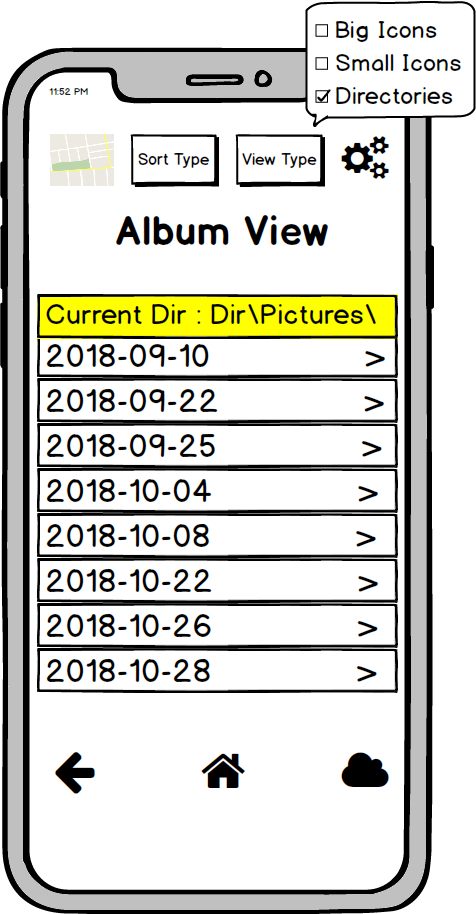 Big Icons
Small Icons
Directories
11:52 PM
Sort Type
View Type
Album View
Current Dir : Dir\Pictures\
2018-09-10 >
2018-09-22 >
2018-09-25 >
2018-10-04 >
2018-10-08 >
2018-10-22 >
2018-10-26 >
2018-10-28 >